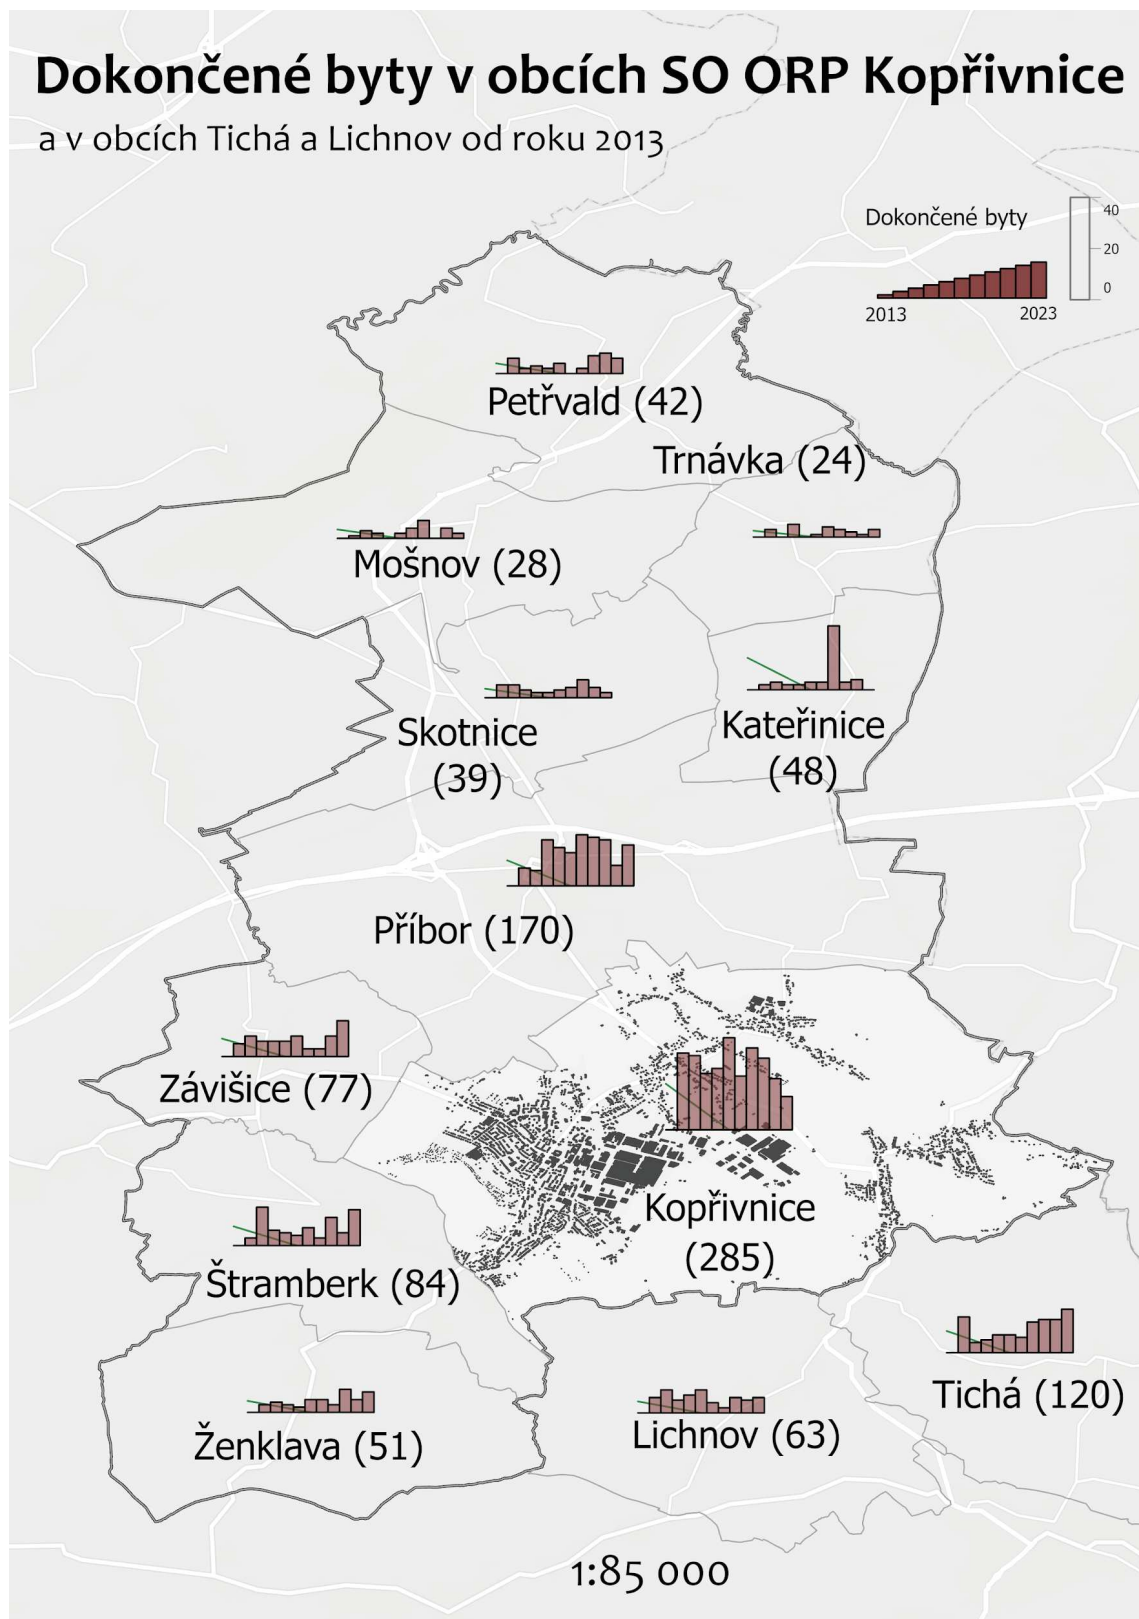 Dokončené byty v obcích SO ORP Kopřivnice
a v obcích Tichá a Lichnov od roku 2013
Dokončené byty
40
20
0
2013
2023
Petřvald (42)
Trnávka (24)
Mošnov (28)
Skotnice
(39)
Kateřinice
(48)
Příbor (170)
Závišice (77)
Kopřivnice
(285)
Štramberk (84)
Tichá (120)
Ženklava (51)
Lichnov (63)
1:85 000